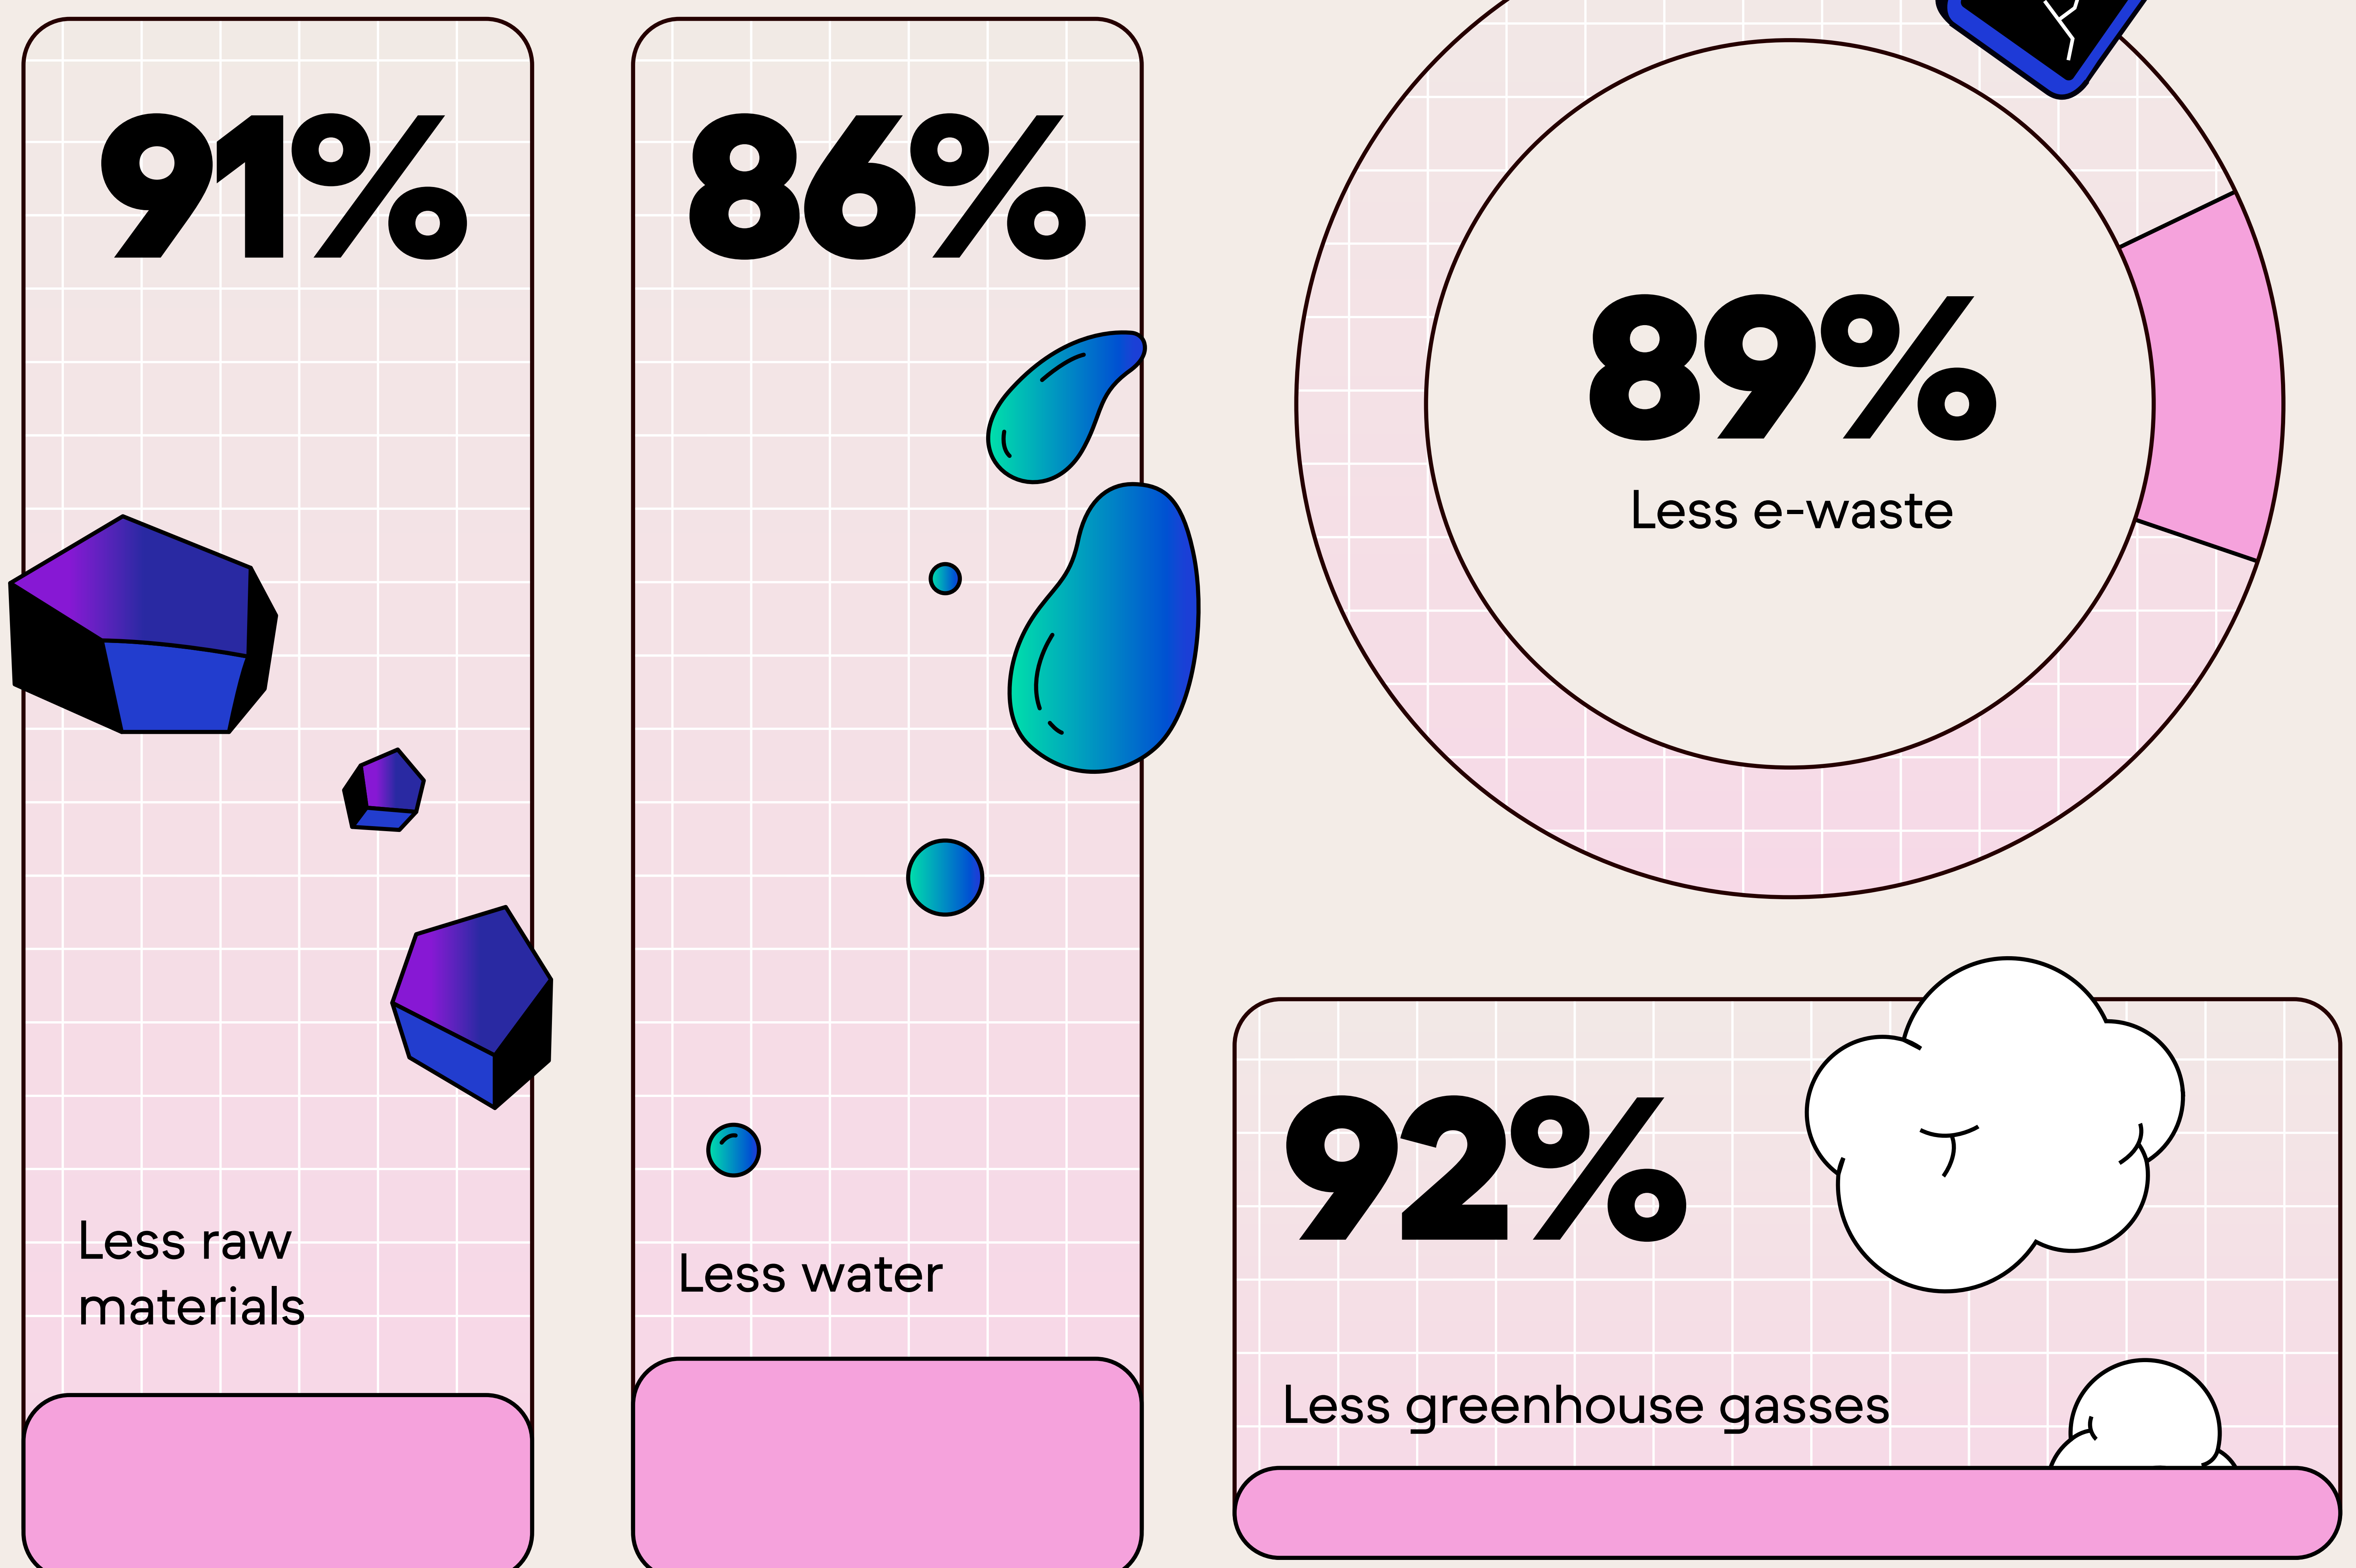 91%
Less raw
materials
86%
Less water
89%
Less e-waste
92%
Less greenhouse gasses